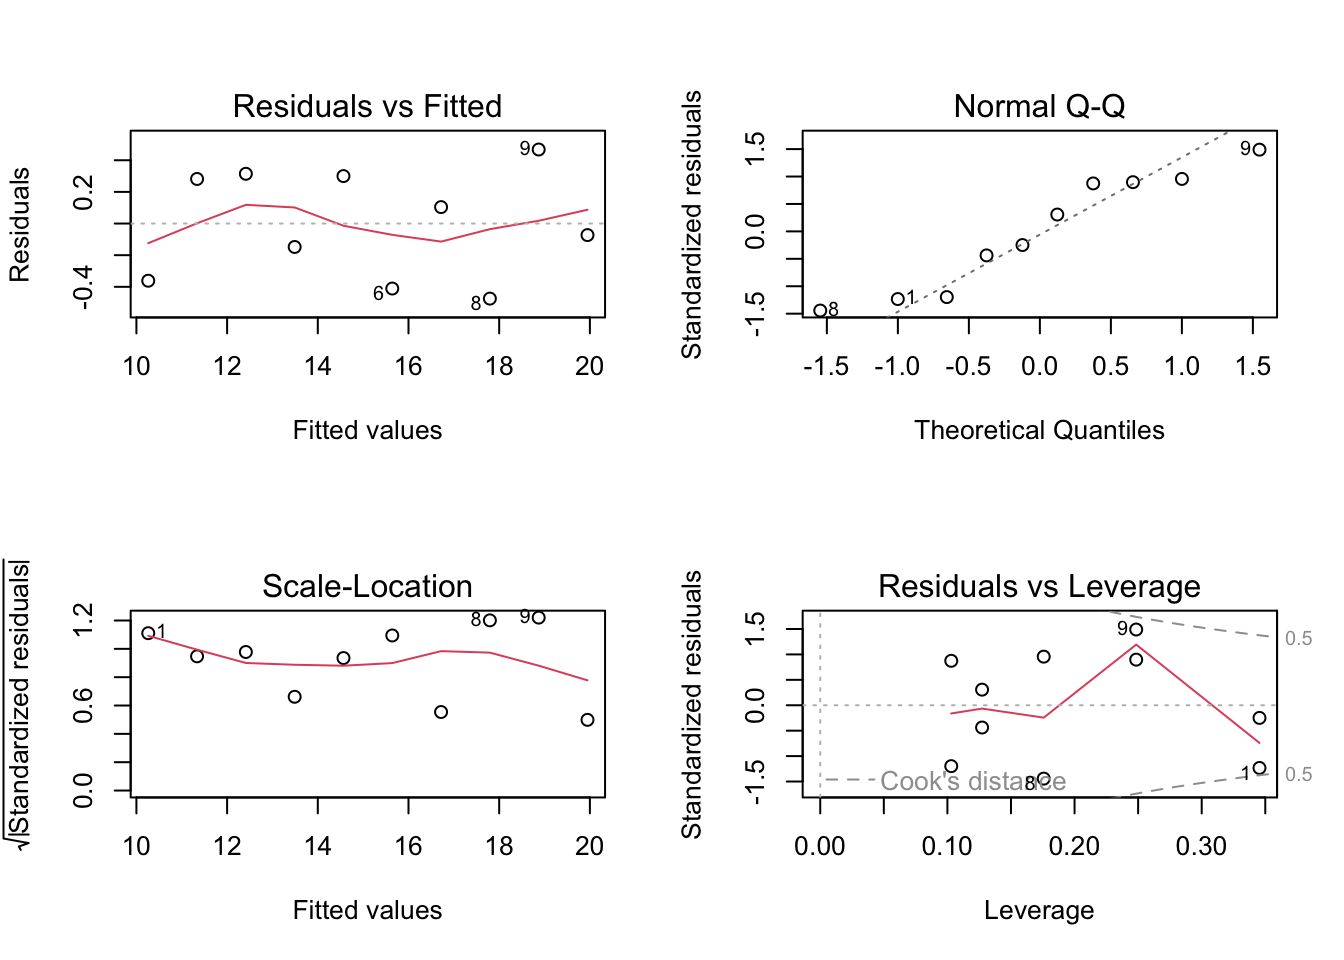 Residuals vs Fitted
Residuals
0.2
-0.4
9
6
8
10 12 14 16 18 20
Fitted values
Normal Q-Q
Standardized residuals
1.5
0.0
-1.5
9
1
8
-1.5 -1.0 -0.5 0.0 0.5 1.0 1.5
Theoretical Quantiles
Scale-Location
√|Standardized residuals|
1.2
0.6
0.0
1
8
9
10 12 14 16 18 20
Fitted values
Residuals vs Leverage
Standardized residuals
1.5
0.0
-1.5
9
0.5
0.5
1
8
Cook's distance
0.00 0.10 0.20 0.30
Leverage